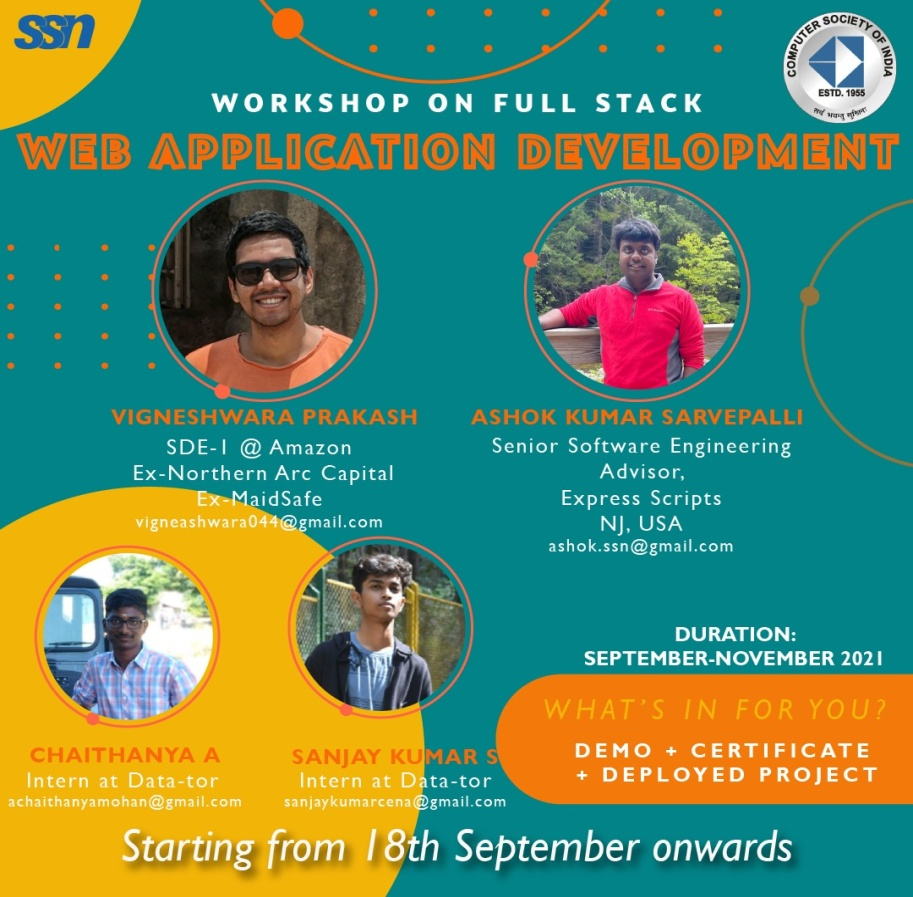 ssn
COMPUTER SOCIETY OF INDIA
ESTD. 1955
WORKSHOP ON FULL STACK
WEB APPLICATION DEVELOPMENT
VIGNESHWARA PRAKASH
SDE-1 @ Amazon
Ex-Northern Arc Capital
Ex-MaidSafe
vigneashwara044@gmail.com
ASHOK KUMAR SARVEPALLI
Senior Software Engineering
Advisor,
Express Scripts
NJ, USA
ashok.ssn@gmail.com
CHAITHANYA A
Intern at Data-tor
achaithanyamohan@gmail.com
SANJAY KUMAR S
Intern at Data-tor
sanjaykumarcena@gmail.com
DURATION:
SEPTEMBER-NOVEMBER 2021
WHAT'S IN FOR YOU?
DEMO + CERTIFICATE
+ DEPLOYED PROJECT
Starting from 18th September onwards